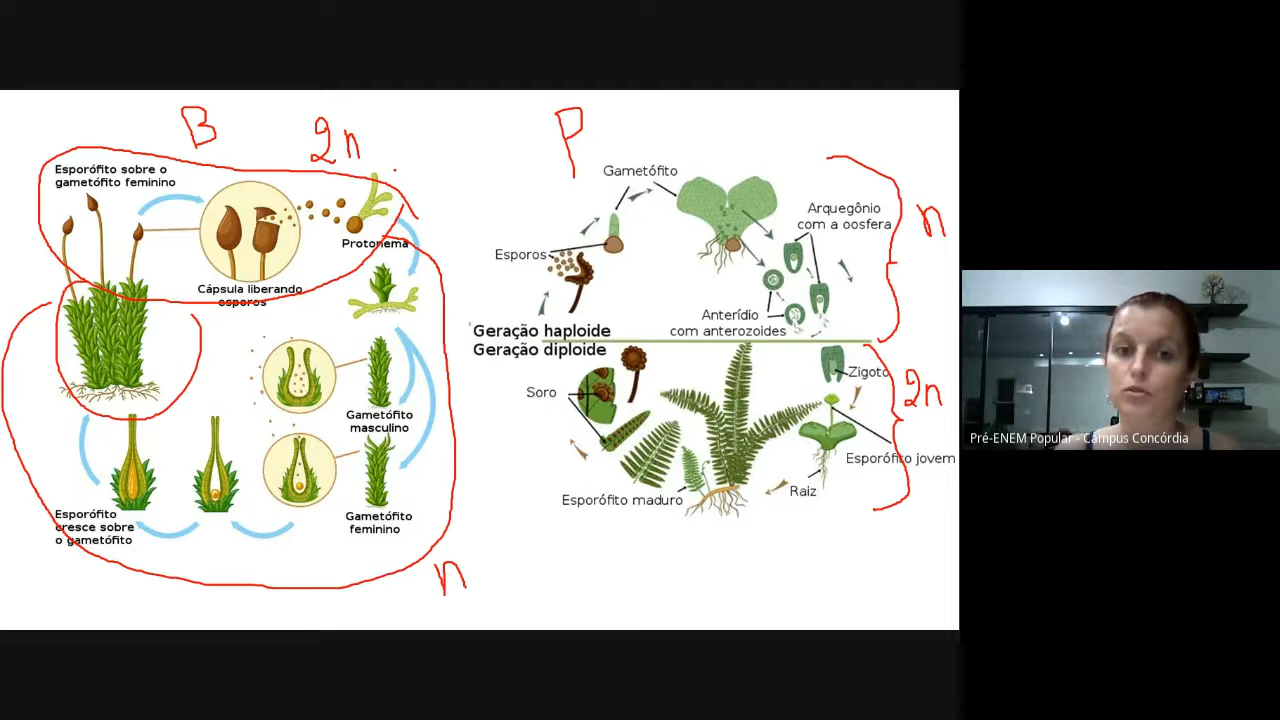 B
2n
Esporófito sobre o
gametófito feminino
Protonema
Cápsula liberando
esporos
Gametófito
masculino
Gametófito
feminino
Esporófito
cresce sobre
o gametófito
n
P
Gametófito
Arquegônio
com a oosfera
n
Esporos
Anterídio
com anterozoides
Geração haploide
Geração diploide
Zigoto
2n
Soro
Esporófito jovem
Raiz
Esporófito maduro
Pré-ENEM Popular - Campus Concórdia